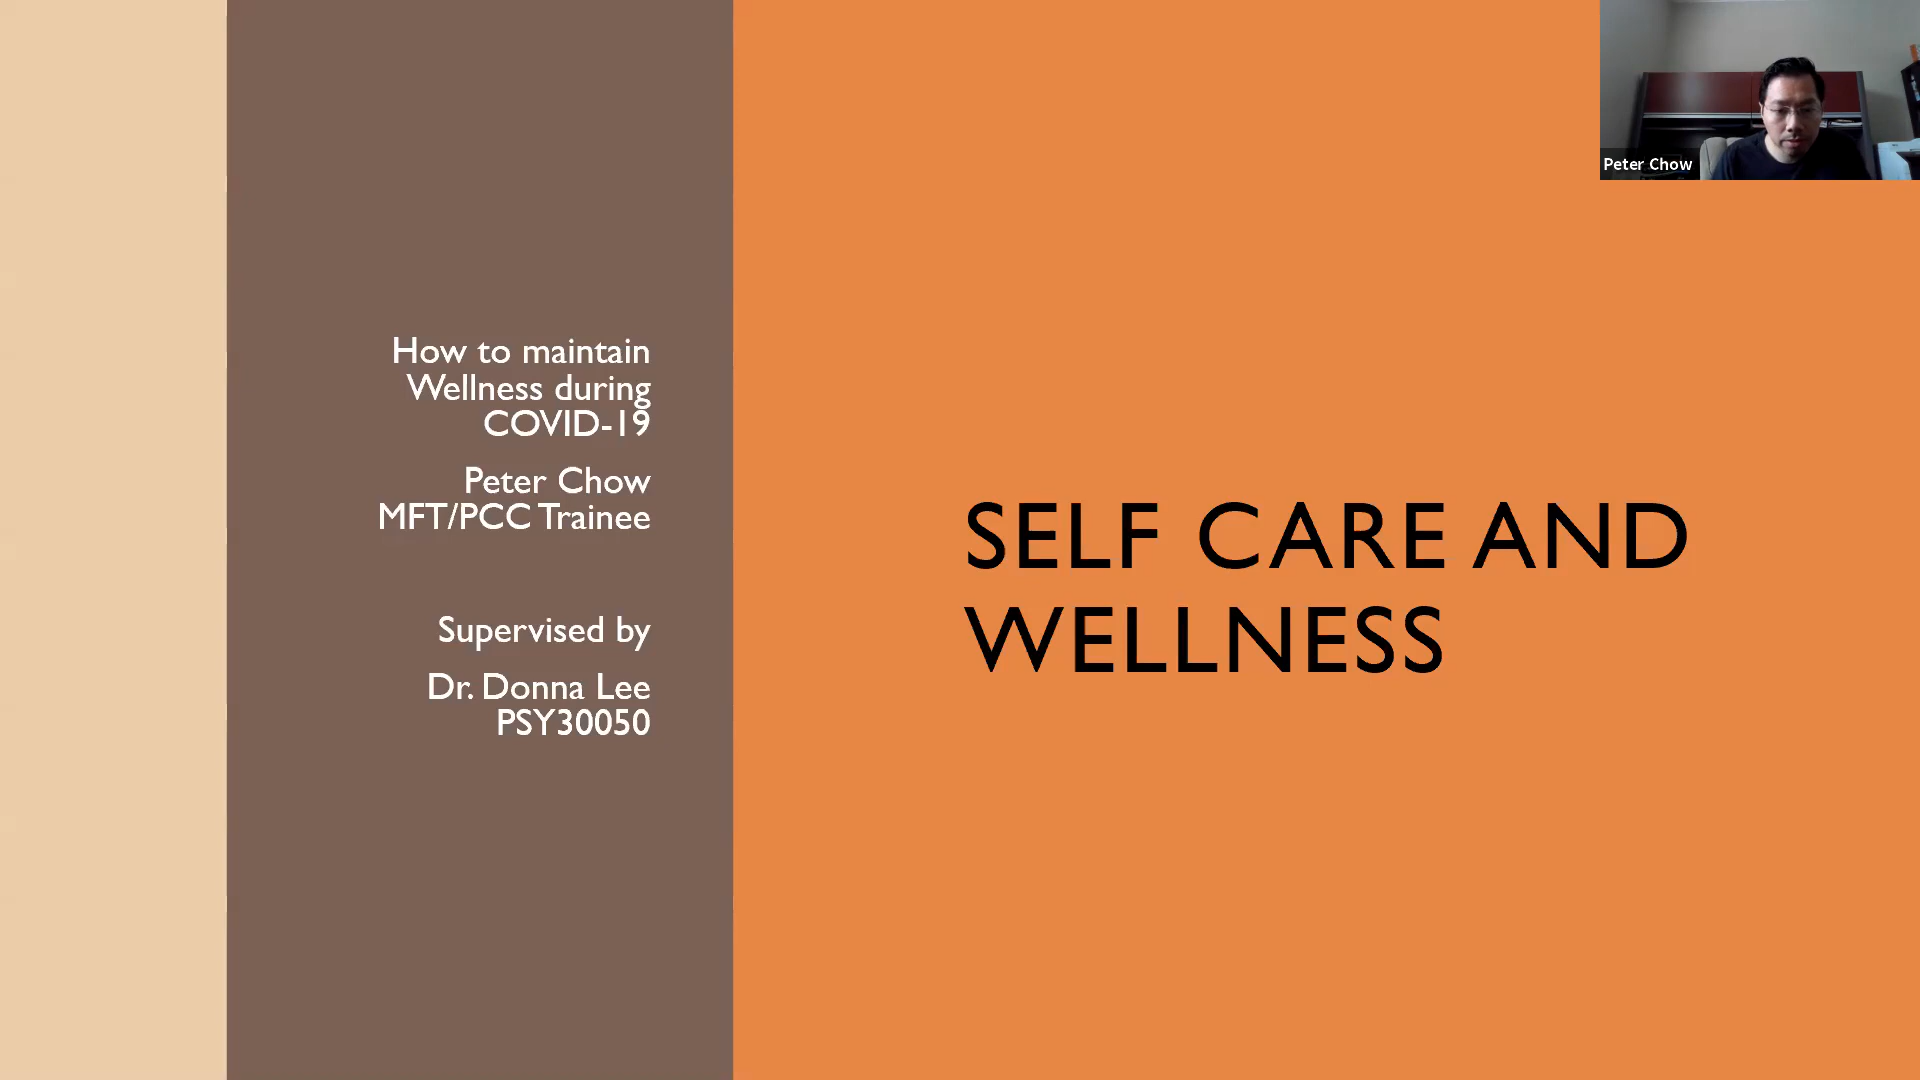 How to maintain
Wellness during
COVID-19
Peter Chow
MFT/PCC Trainee
Supervised by
Dr. Donna Lee
PSY30050
SELF CARE AND
WELLNESS
Peter Chow